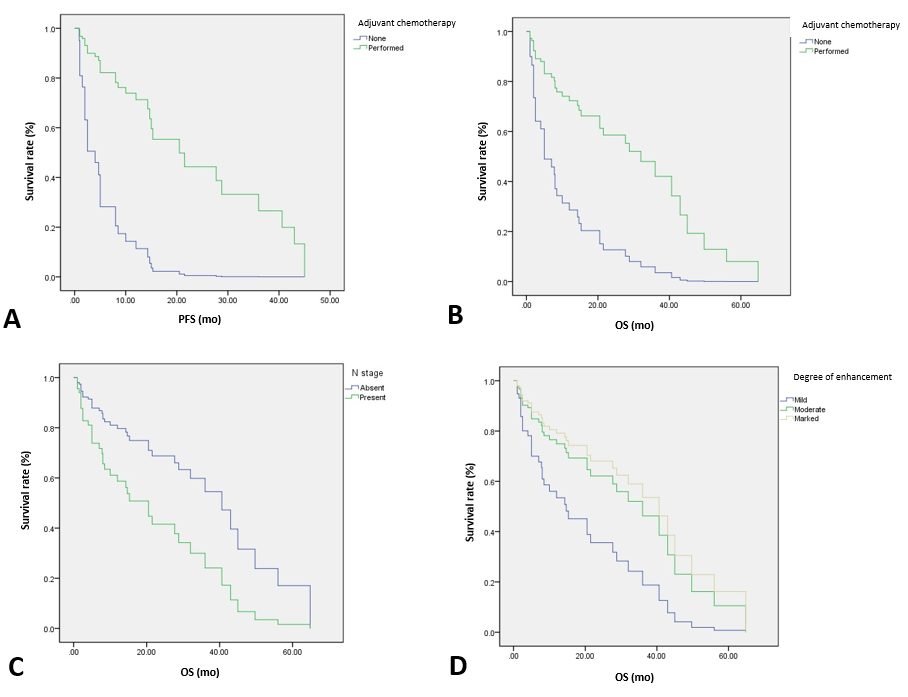 Adjuvant chemotherapy
None
Performed
Survival rate (%)
1.0
0.8
0.6
0.4
0.2
0.0
.00 10.00 20.00 30.00 40.00 50.00
PFS (mo)
A
Adjuvant chemotherapy
None
Performed
Survival rate (%)
1.0
0.8
0.6
0.4
0.2
0.0
.00 20.00 40.00 60.00
OS (mo)
B
N stage
Absent
Present
Survival rate (%)
1.0
0.8
0.6
0.4
0.2
0.0
.00 20.00 40.00 60.00
OS (mo)
C
Degree of enhancement
Mild
Moderate
Marked
Survival rate (%)
1.0
0.8
0.6
0.4
0.2
0.0
.00 20.00 40.00 60.00
OS (mo)
D